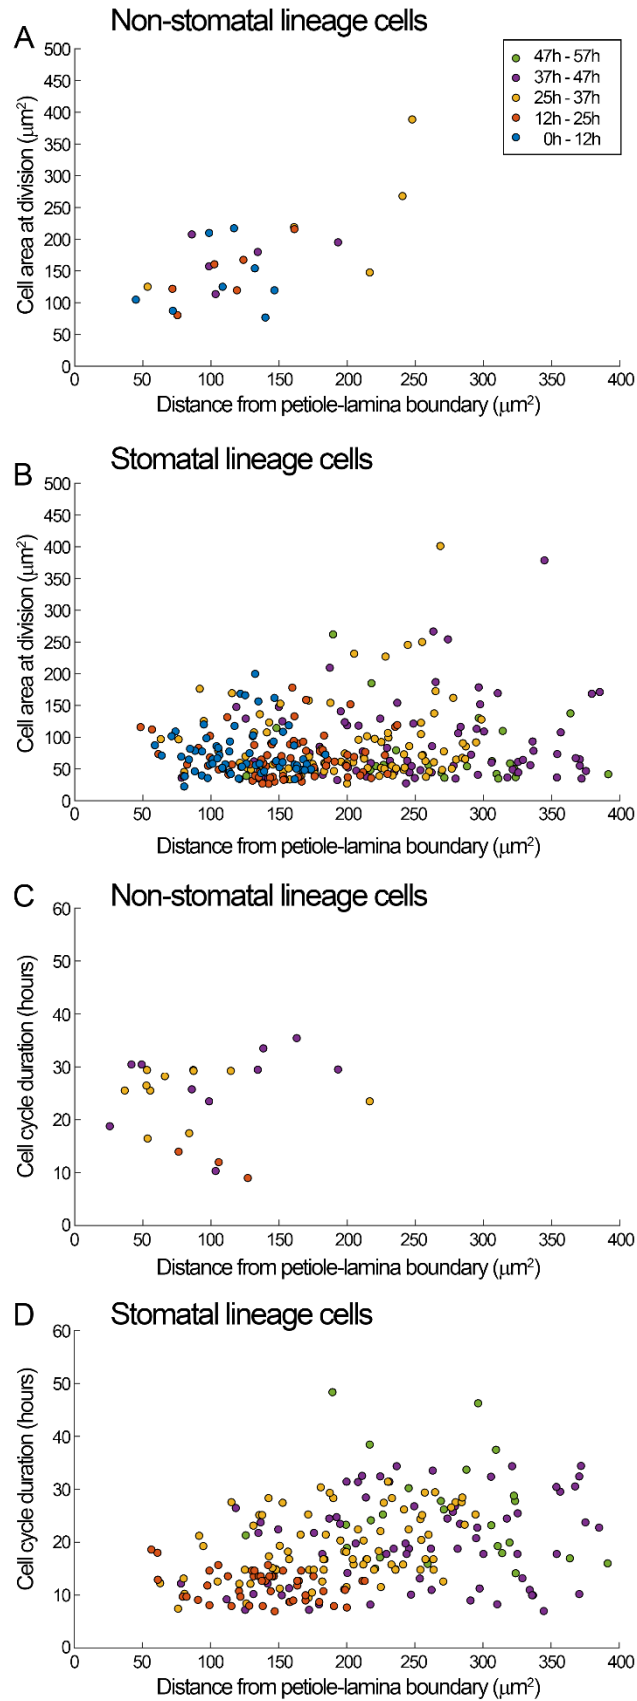 A
Non-stomatal lineage cells
500
450
400
350
300
250
200
150
100
50
0
Cell area at division (μm²)
47h - 57h
37h - 47h
25h - 37h
12h - 25h
0h - 12h
0 50 100 150 200 250 300 350 400
Distance from petiole-lamina boundary (μm²)
B
Stomatal lineage cells
500
450
400
350
300
250
200
150
100
50
0
Cell area at division (μm²)
0 50 100 150 200 250 300 350 400
Distance from petiole-lamina boundary (μm²)
C
Non-stomatal lineage cells
60
50
40
30
20
10
0
Cell cycle duration (hours)
0 50 100 150 200 250 300 350 400
Distance from petiole-lamina boundary (μm²)
D
Stomatal lineage cells
60
50
40
30
20
10
0
Cell cycle duration (hours)
0 50 100 150 200 250 300 350 400
Distance from petiole-lamina boundary (μm²)